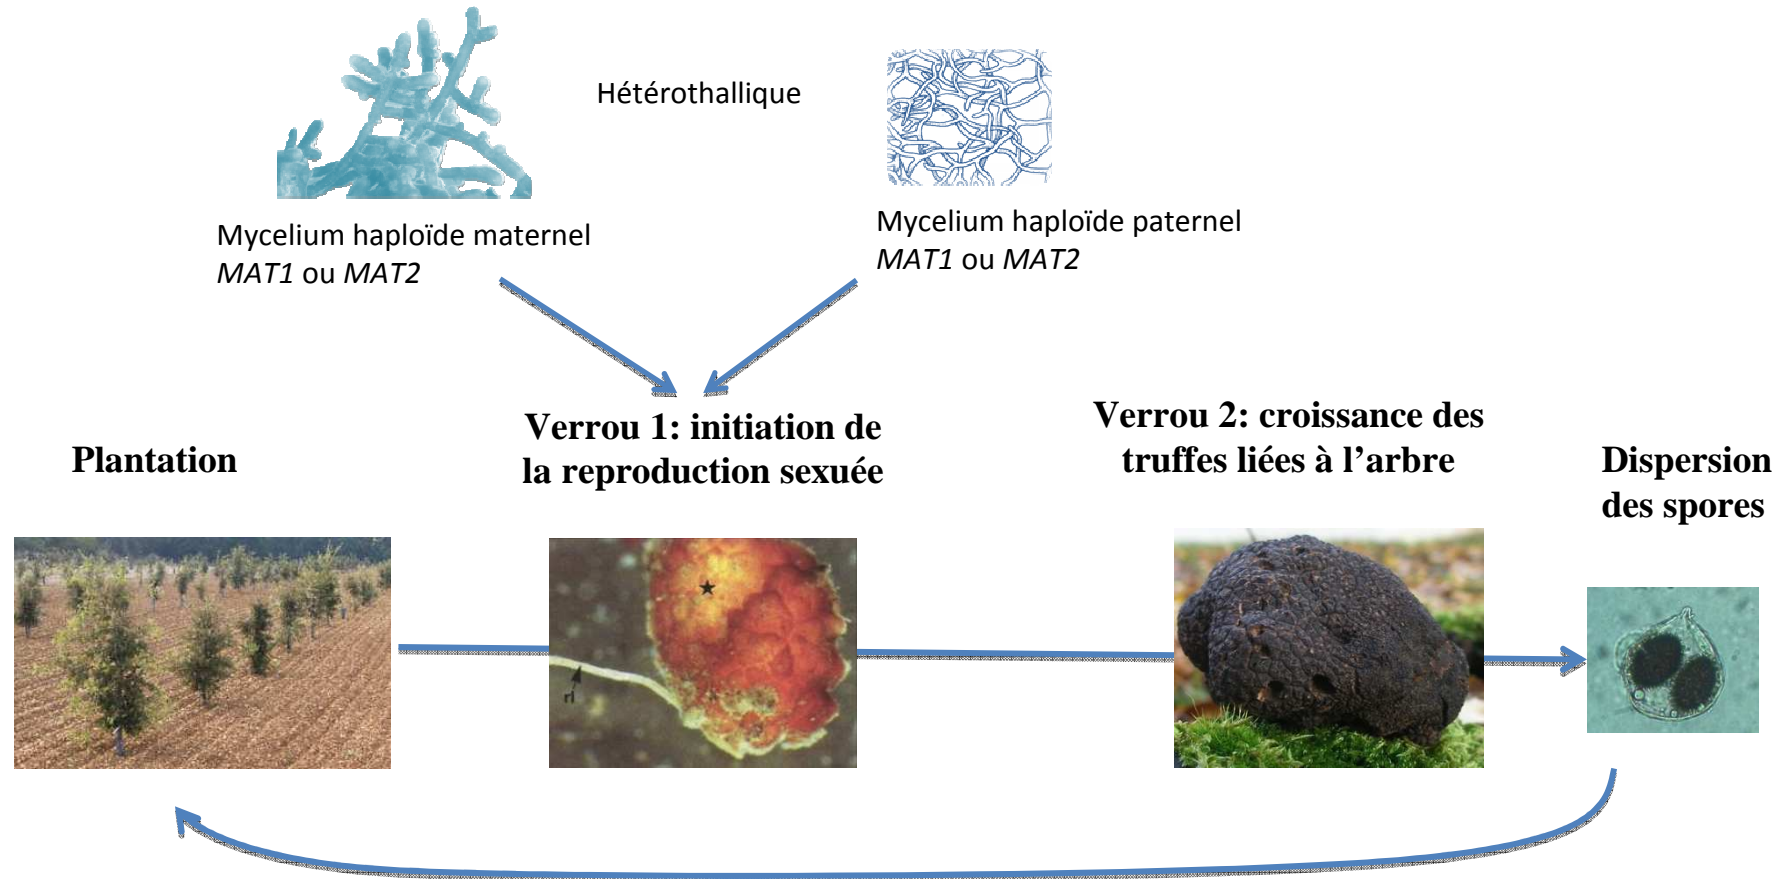 Hétérothallique
Mycelium haploïde maternel
MAT1 ou MAT2
Mycelium haploïde paternel
MAT1 ou MAT2
Plantation
Verrou 1: initiation de
la reproduction sexuée
Verrou 2: croissance des
truffes liées à l’arbre
Dispersion
des spores
rl